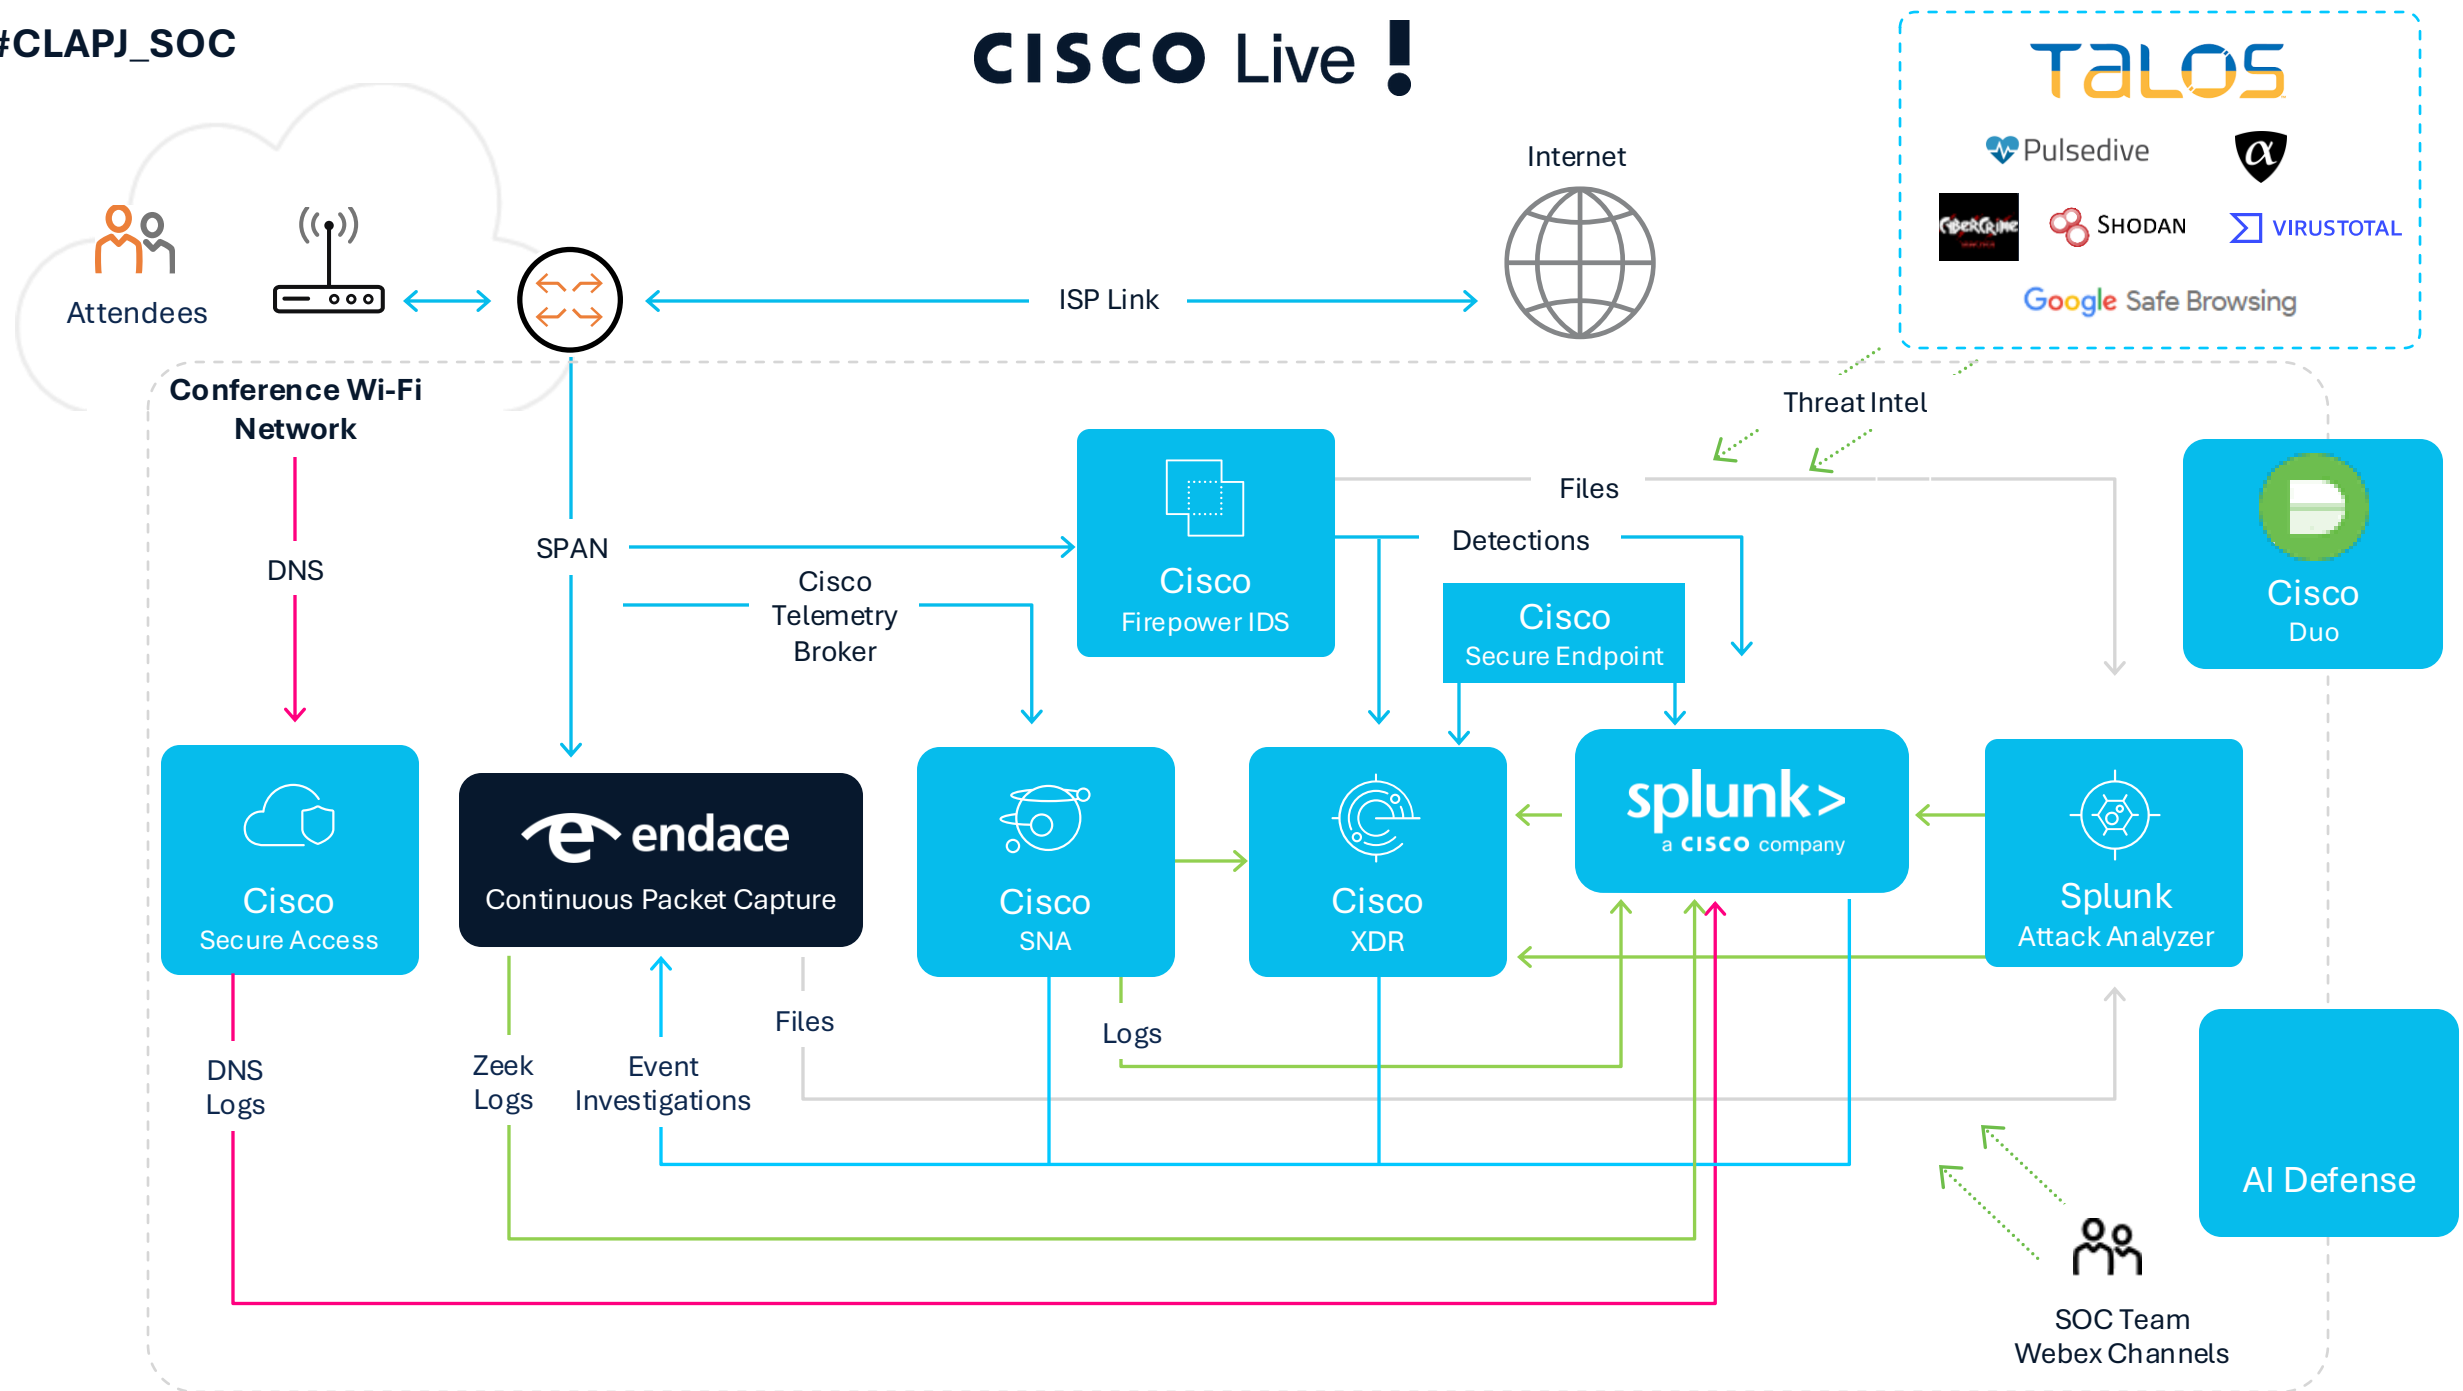 #CLAPJ_SOC
CISCO Live !
TALOS
Pulsedive
α
SHODAN
VIRUSTOTAL
Google Safe Browsing
Internet
Attendees
ISP Link
Conference Wi-Fi
Network
Threat Intel
Files
Detections
SPAN
DNS
Cisco
Telemetry
Broker
Cisco
Firepower IDS
Cisco
Secure Endpoint
Cisco
Duo
Cisco
Secure Access
endace
Continuous Packet Capture
Cisco
SNA
Cisco
XDR
splunk>
a CISCO company
Splunk
Attack Analyzer
Files
Logs
DNS
Logs
Zeek
Logs
Event
Investigations
AI Defense
SOC Team
Webex Channels